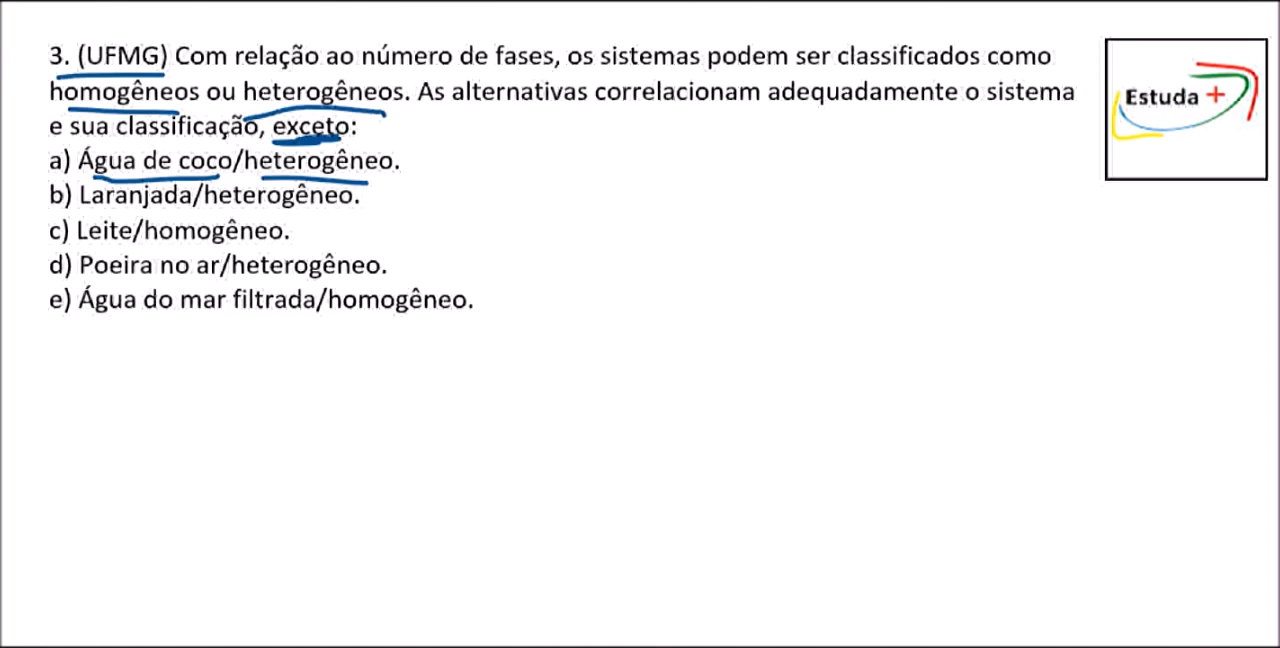 3. (UFMG) Com relação ao número de fases, os sistemas podem ser classificados como
homogêneos ou heterogêneos. As alternativas correlacionam adequadamente o sistema
e sua classificação, exceto:
a) Água de coco/heterogêneo.
b) Laranjada/heterogêneo.
c) Leite/homogêneo.
d) Poeira no ar/heterogêneo.
e) Água do mar filtrada/homogêneo.
Estuda +